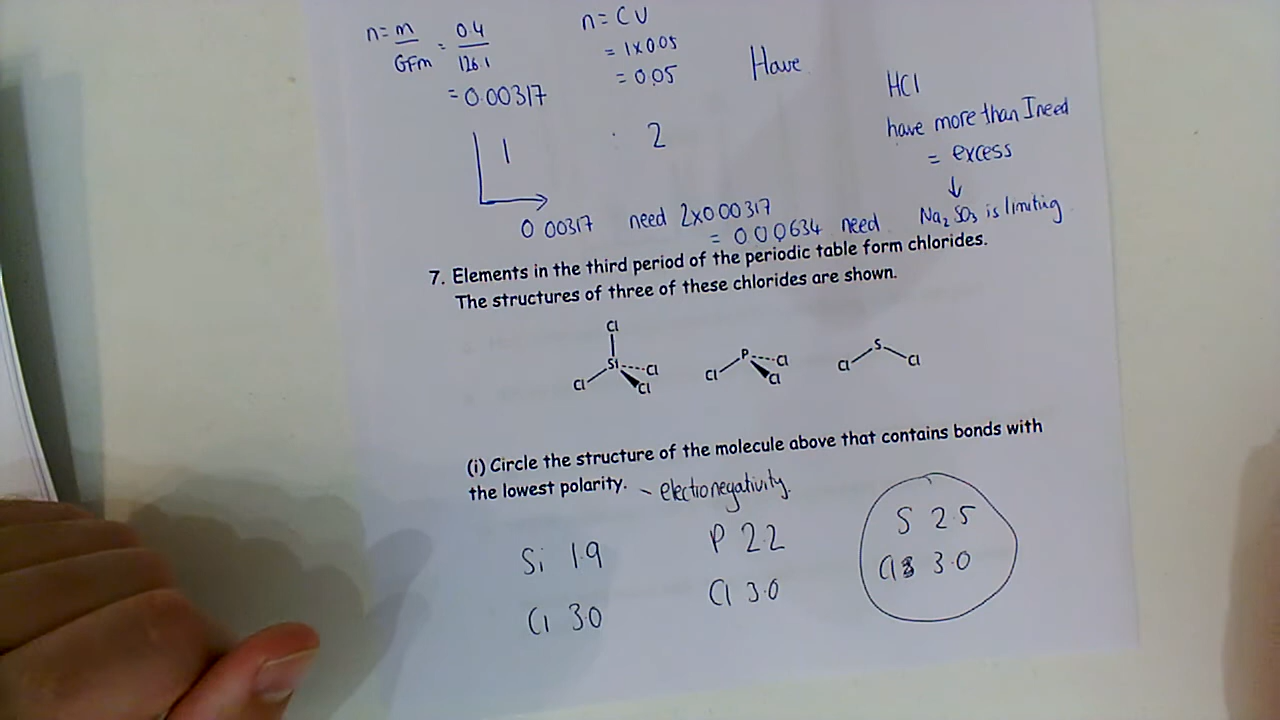 n = m/GFm = 0.4/126.1
= 0.00317
n = CV
= 1 x 0.05
= 0.05
Have
HCl
have more than I need
= excess
↓
Na2SO3 is limiting
1 2
0.00317 need 2x0.00317
= 0.00634 need
7. Elements in the third period of the periodic table form chlorides.
The structures of three of these chlorides are shown.
Cl
Si Cl
Cl Cl
P Cl
Cl Cl
S
Cl Cl
(i) Circle the structure of the molecule above that contains bonds with
the lowest polarity. - electronegativity.
Si 1.9
Cl 3.0
P 2.2
Cl 3.0
S 2.5
Cl 3.0